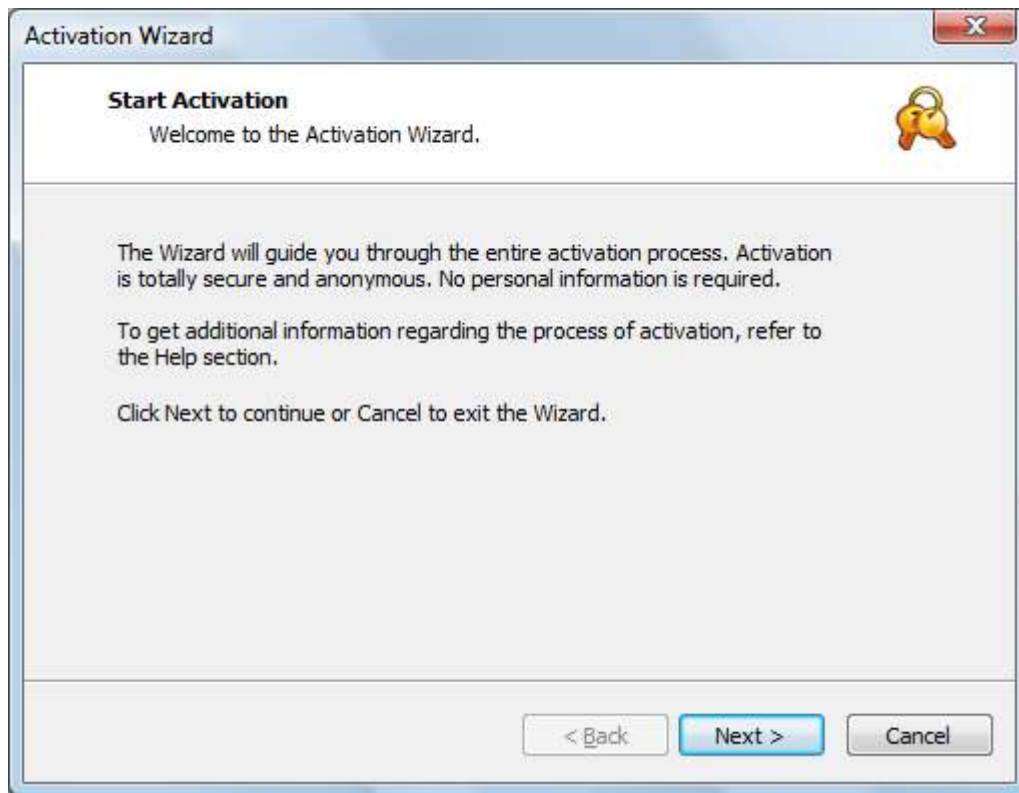 Activation Wizard
Start Activation
Welcome to the Activation Wizard.
The Wizard will guide you through the entire activation process. Activation
is totally secure and anonymous. No personal information is required.
To get additional information regarding the process of activation, refer to
the Help section.
Click Next to continue or Cancel to exit the Wizard.
< Back
Next >
Cancel